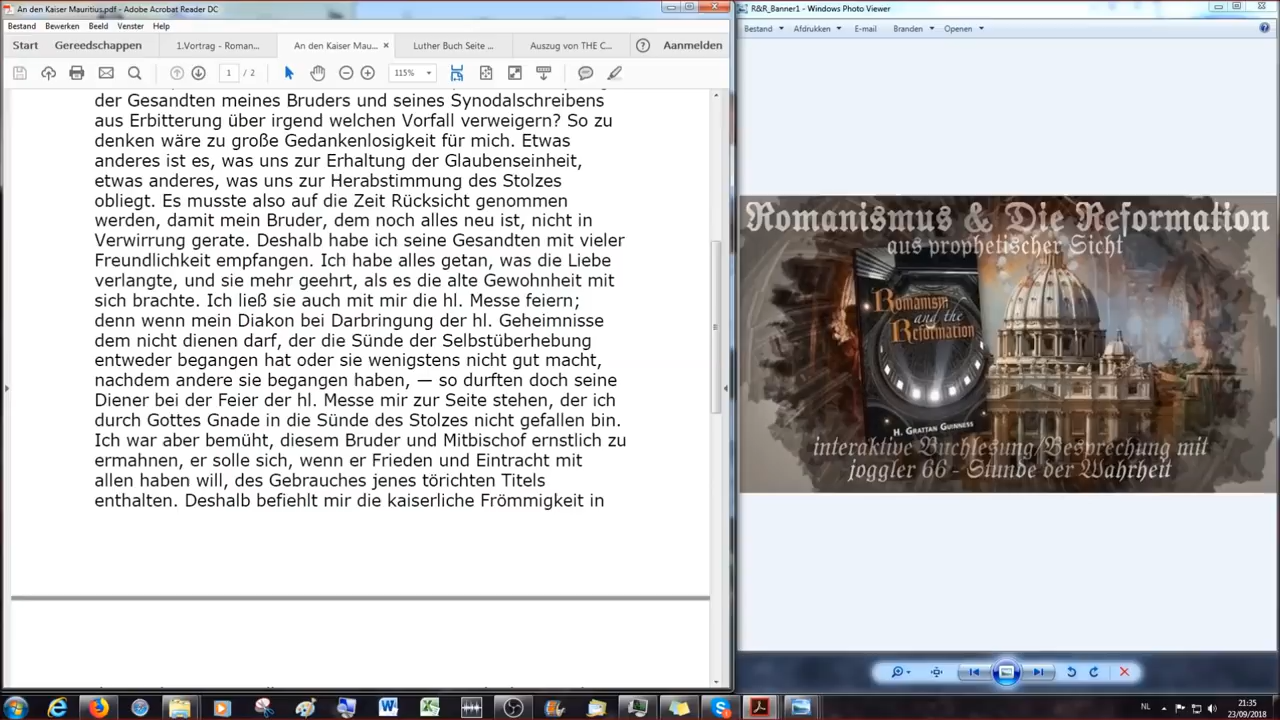 An den Kaiser Mauritius.pdf - Adobe Acrobat Reader DC
Bestand Bewerken Beeld Venster Help
Start Gereedschappen 1.Vortrag - Roman... An den Kaiser Mau... × Luther Buch Seite ... Auszug von THE C... Aanmelden
1 / 2 115%
der Gesandten meines Bruders und seines Synodalschreibens
aus Erbitterung über irgend welchen Vorfall verweigern? So zu
denken wäre zu große Gedankenlosigkeit für mich. Etwas
anderes ist es, was uns zur Erhaltung der Glaubenseinheit,
etwas anderes, was uns zur Herabstimmung des Stolzes
obliegt. Es musste also auf die Zeit Rücksicht genommen
werden, damit mein Bruder, dem noch alles neu ist, nicht in
Verwirrung gerate. Deshalb habe ich seine Gesandten mit vieler
Freundlichkeit empfangen. Ich habe alles getan, was die Liebe
verlangte, und sie mehr geehrt, als es die alte Gewohnheit mit
sich brachte. Ich ließ sie auch mit mir die hl. Messe feiern;
denn wenn mein Diakon bei Darbringung der hl. Geheimnisse
dem nicht dienen darf, der die Sünde der Selbstüberhebung
entweder begangen hat oder sie wenigstens nicht gut macht,
nachdem andere sie begangen haben, — so durften doch seine
Diener bei der Feier der hl. Messe mir zur Seite stehen, der ich
durch Gottes Gnade in die Sünde des Stolzes nicht gefallen bin.
Ich war aber bemüht, diesem Bruder und Mitbischof ernstlich zu
ermahnen, er solle sich, wenn er Frieden und Eintracht mit
allen haben will, des Gebrauches jenes törichten Titels
enthalten. Deshalb befiehlt mir die kaiserliche Frömmigkeit in
R&R_Banner1 - Windows Photo Viewer
Bestand Afdrukken E-mail Branden Openen
Romanismus & Die Reformation
aus prophetischer Sicht
Romanism
and the
Reformation
H. GRATTAN GUINNESS
interaktive Buchlesung/Besprechung mit
joggler 66 - Stunde der Wahrheit
NL 21:35
23/09/2018